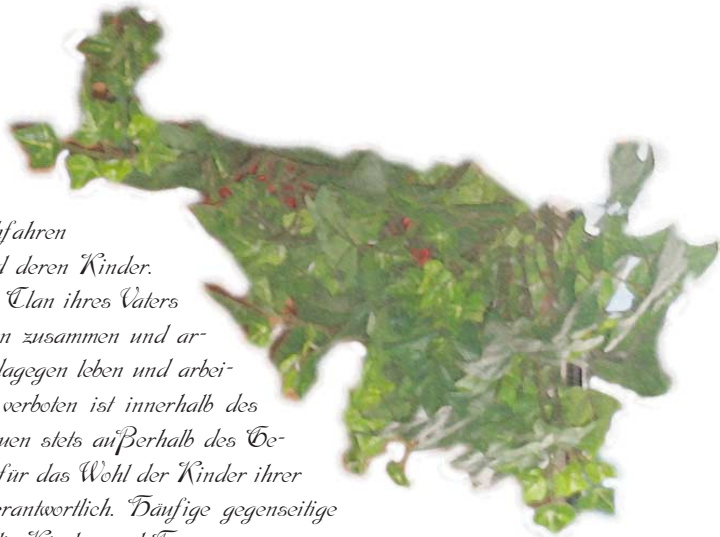 fahren
deren Kinder.
Clan ihres Vaters
zusammen und ar-
dagegen leben und arbei-
verboten ist innerhalb des
stets außerhalb des Ge-
für das Wohl der Kinder ihrer
erantwortlich. Häufige gegenseitige